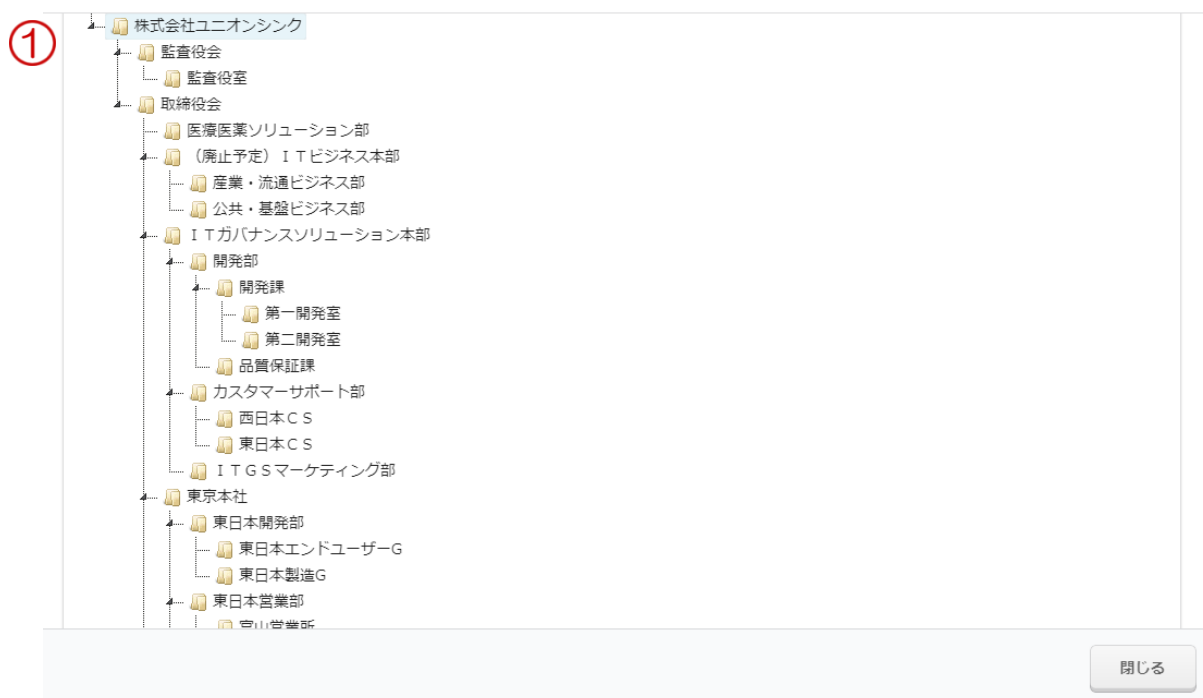 ①
株式会社ユニオンシンク
監査役会
監査役室
取締役会
医療医薬ソリューション部
（廃止予定）ＩＴビジネス本部
産業・流通ビジネス部
公共・基盤ビジネス部
ＩＴガバナンスソリューション本部
開発部
開発課
第一開発室
第二開発室
品質保証課
カスタマーサポート部
西日本ＣＳ
東日本ＣＳ
ＩＴＧＳマーケティング部
東京本社
東日本開発部
東日本エンドユーザーG
東日本製造G
東日本営業部
閉じる